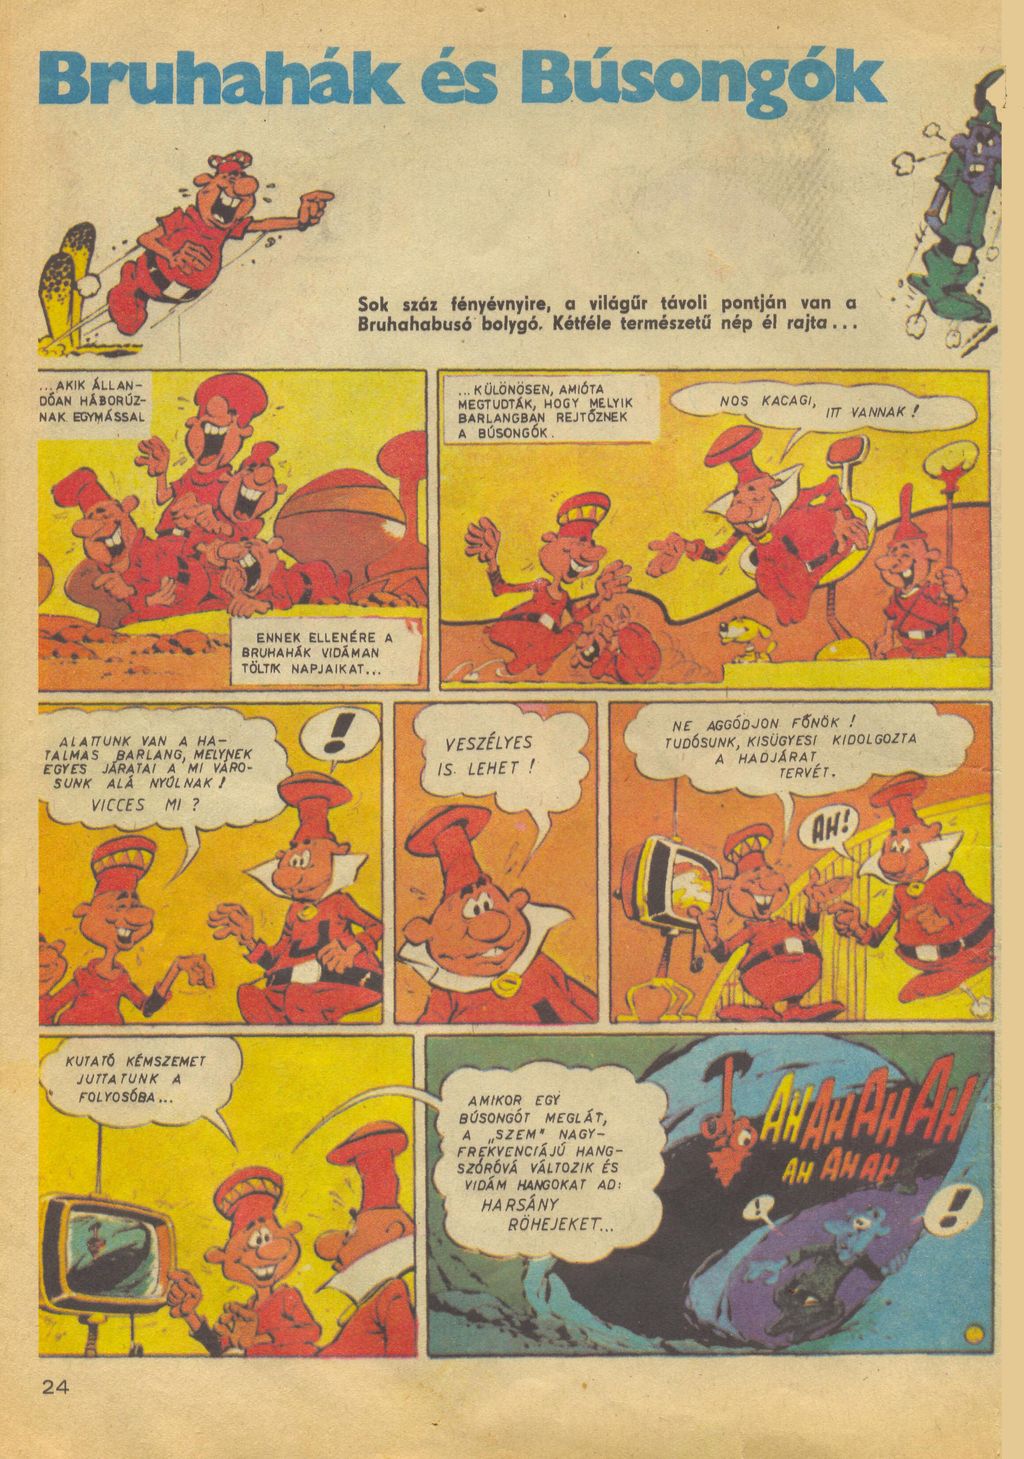 Bruhahák és Búsongók
Sok száz fényévnyire, a világűr távoli pontján van a
Bruhahabusó bolygó. Kétféle természetű nép él rajta...
...AKIK ÁLLAN-
DÓAN HÁBORÚZ-
NAK EGYMÁSSAL
ENNEK ELLENÉRE A
BRUHAHÁK VIDÁMAN
TÖLTIK NAPJAIKAT...
...KÜLÖNÖSEN, AMIÓTA
MEGTUDTÁK, HOGY MELYIK
BARLANGBAN REJTŐZNEK
A BÚSONGÓK.
NOS KACAGI,
ITT VANNAK!
ALATTUNK VAN A HA-
TALMAS BARLANG, MELYNEK
EGYES JÁRATAI A MI VÁRO-
SUNK ALÁ NYÚLNAK!
VICCES MI?
!
VESZÉLYES
IS LEHET!
NE AGGÓDJON FŐNÖK!
TUDÓSUNK, KISÜGYESI KIDOLGOZTA
A HADJÁRAT
TERVÉT.
AH!
KUTATÓ KÉMSZEMET
JUTTATUNK A
FOLYOSÓBA...
AMIKOR EGY
BÚSONGÓT MEGLÁT,
A „SZEM" NAGY-
FREKVENCIÁJÚ HANG-
SZÓRÓVÁ VÁLTOZIK ÉS
VIDÁM HANGOKAT AD:
HARSÁNY
RÖHEJEKET...
AHAHAHAH
AH AHAH
!
!
24